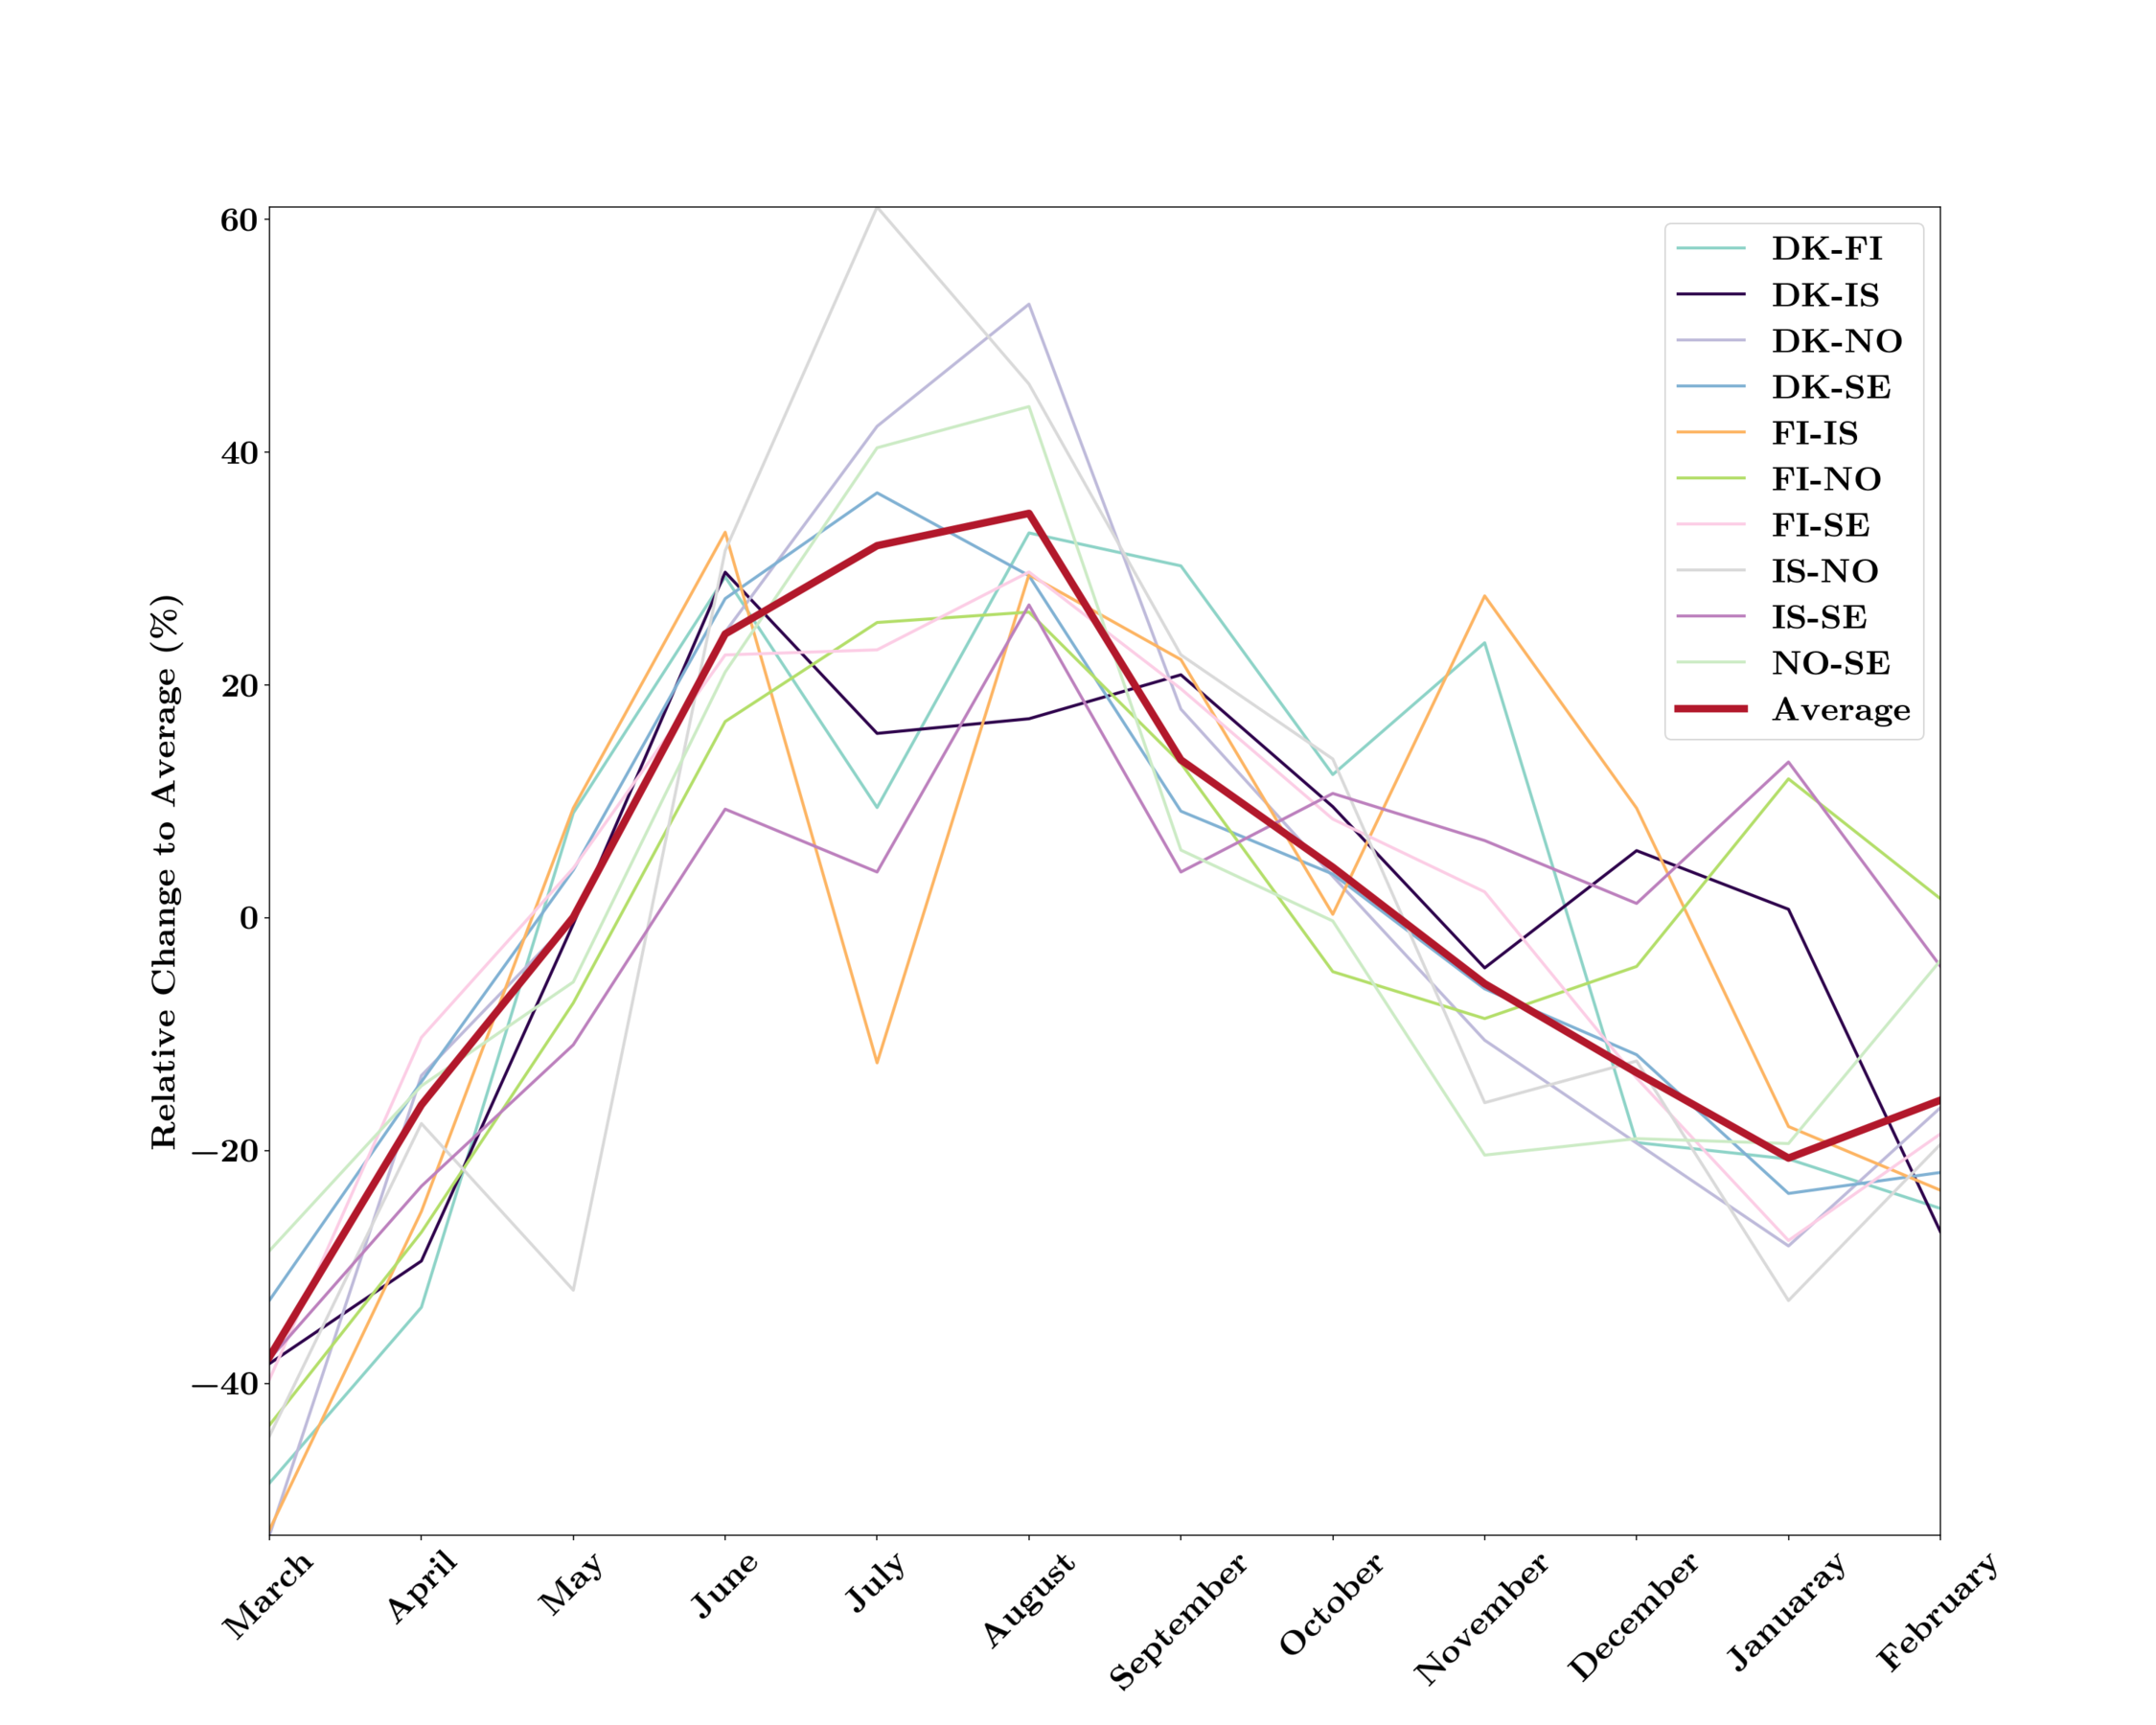 Relative Change to Average (%)
60
40
20
0
−20
−40
March
April
May
June
July
August
September
October
November
December
Januaray
February
DK-FI
DK-IS
DK-NO
DK-SE
FI-IS
FI-NO
FI-SE
IS-NO
IS-SE
NO-SE
Average